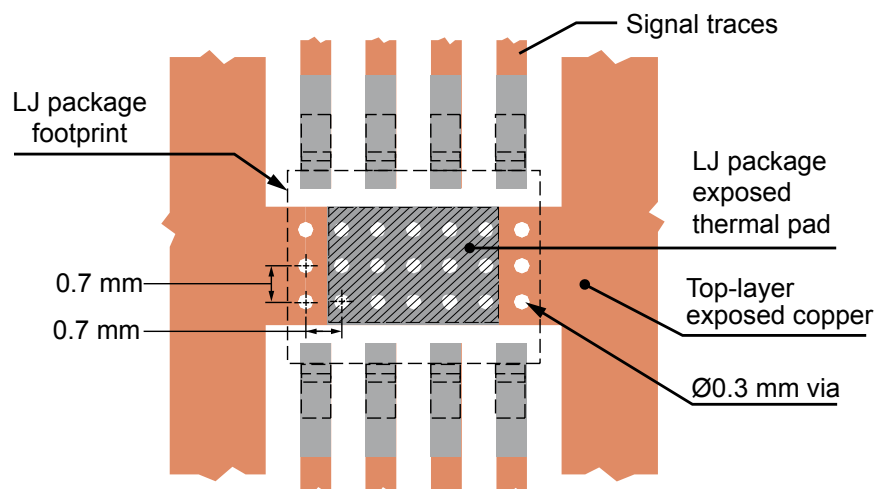 Signal traces
LJ package
footprint
LJ package
exposed
thermal pad
0.7 mm
Top-layer
exposed copper
0.7 mm
Ø0.3 mm via